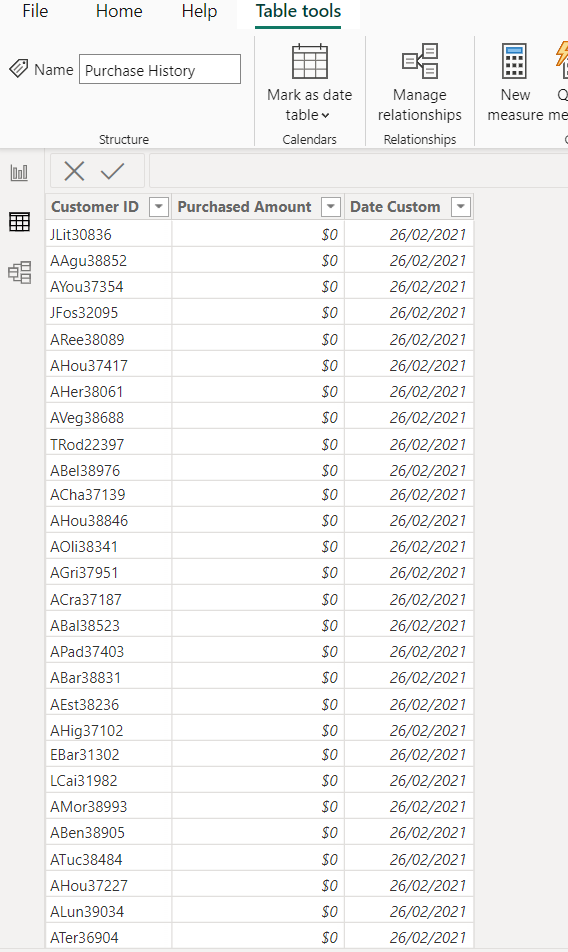 File Home Help Table tools
Name Purchase History
Mark as date table
Manage relationships
New measure
Structure Calendars Relationships
Customer ID Purchased Amount Date Custom
JLit30836 $0 26/02/2021
AAgu38852 $0 26/02/2021
AYou37354 $0 26/02/2021
JFos32095 $0 26/02/2021
ARee38089 $0 26/02/2021
AHou37417 $0 26/02/2021
AHer38061 $0 26/02/2021
AVeg38688 $0 26/02/2021
TRod22397 $0 26/02/2021
ABel38976 $0 26/02/2021
ACha37139 $0 26/02/2021
AHou38846 $0 26/02/2021
AOli38341 $0 26/02/2021
AGri37951 $0 26/02/2021
ACra37187 $0 26/02/2021
ABal38523 $0 26/02/2021
APad37403 $0 26/02/2021
ABar38831 $0 26/02/2021
AEst38236 $0 26/02/2021
AHig37102 $0 26/02/2021
EBar31302 $0 26/02/2021
LCai31982 $0 26/02/2021
AMor38993 $0 26/02/2021
ABen38905 $0 26/02/2021
ATuc38484 $0 26/02/2021
AHou37227 $0 26/02/2021
ALun39034 $0 26/02/2021
ATer36904 $0 26/02/2021